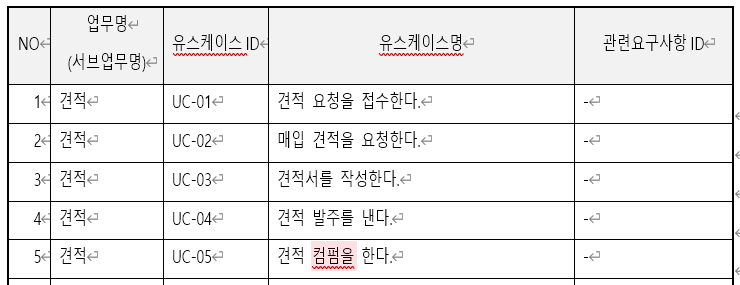 NO 업무명 (서브업무명) 유스케이스 ID 유스케이스명 관련요구사항 ID
1 견적 UC-01 견적 요청을 접수한다. -
2 견적 UC-02 매입 견적을 요청한다. -
3 견적 UC-03 견적서를 작성한다. -
4 견적 UC-04 견적 발주를 낸다. -
5 견적 UC-05 견적 컴펌을 한다. -